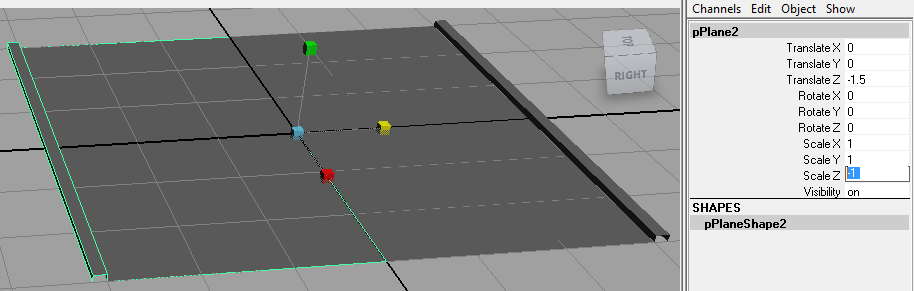 Channels Edit Object Show
pPlane2
Translate X 0
Translate Y 0
Translate Z -1.5
Rotate X 0
Rotate Y 0
Rotate Z 0
Scale X 1
Scale Y 1
Scale Z -1
Visibility on
SHAPES
pPlaneShape2
TOP
RIGHT